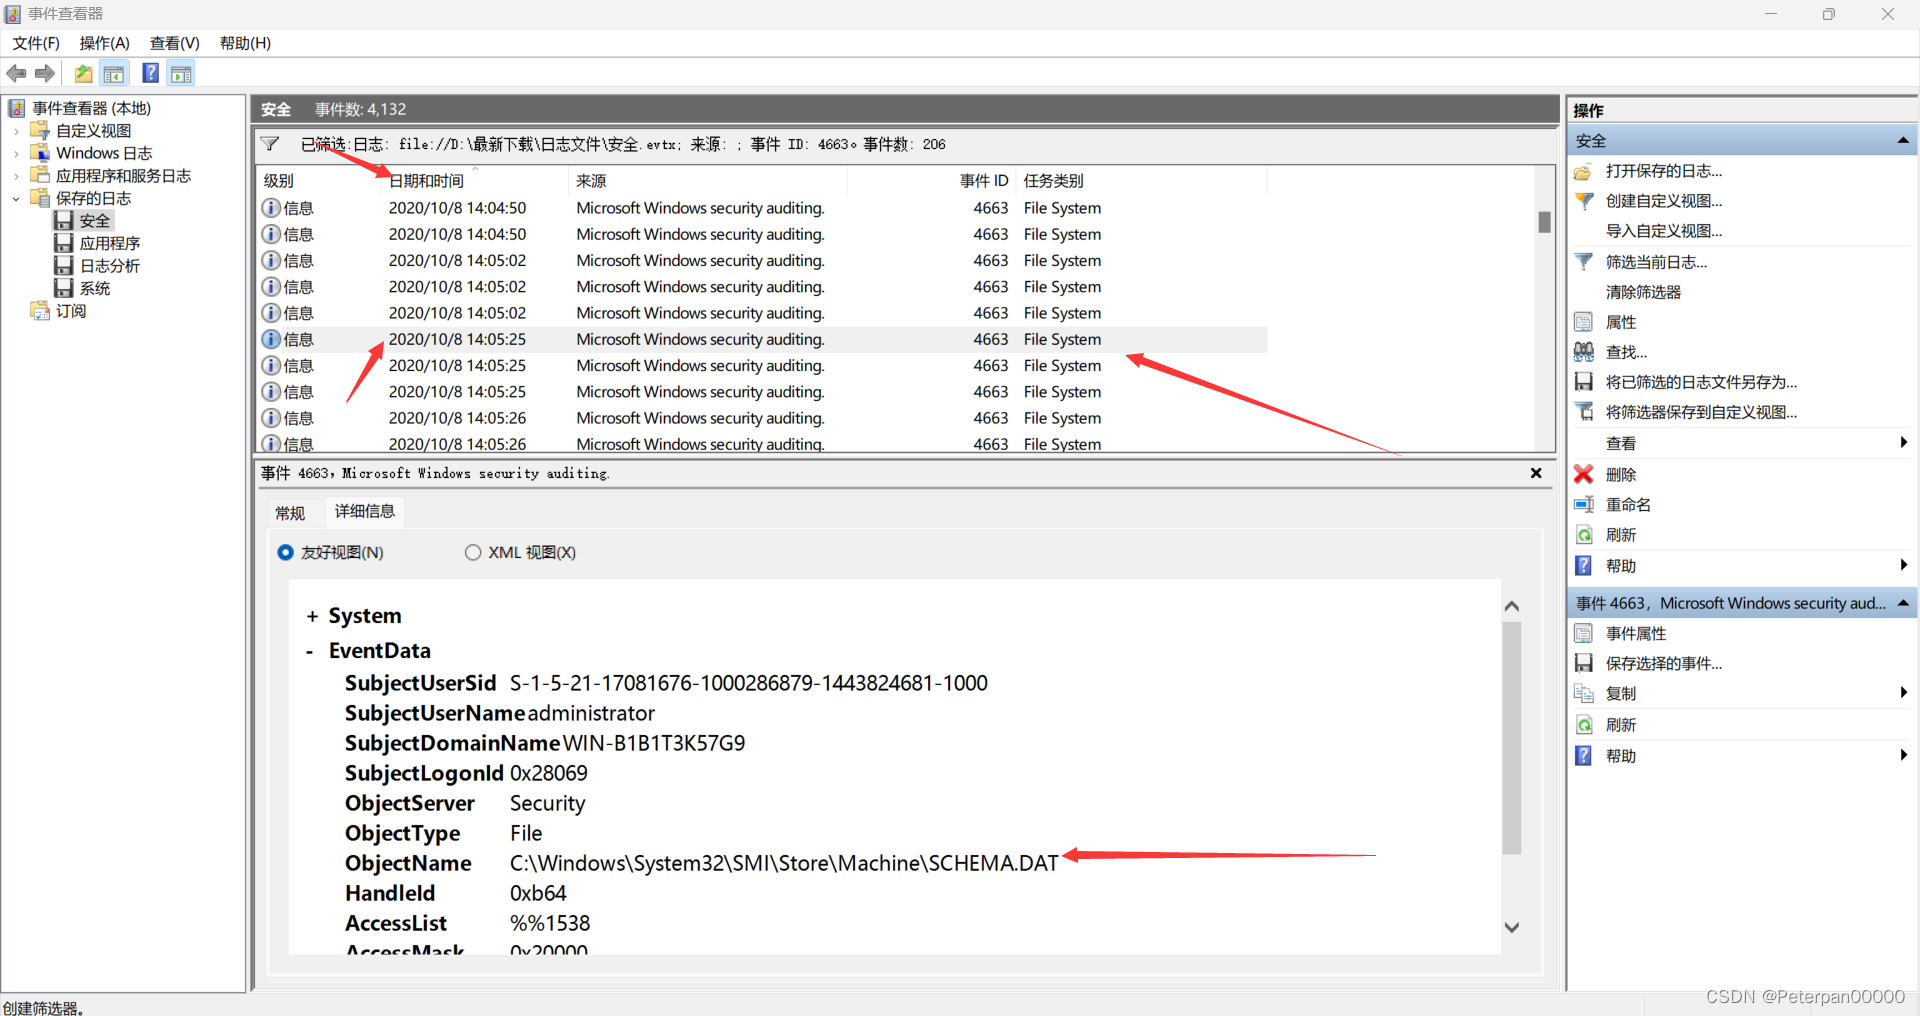 事件查看器
文件(F) 操作(A) 查看(V) 帮助(H)
事件查看器 (本地)
自定义视图
Windows 日志
应用程序和服务日志
保存的日志
安全
应用程序
日志分析
系统
订阅
安全 事件数: 4,132
已筛选:日志: file://D:\最新下载\日志文件\安全.evtx; 来源: ; 事件 ID: 4663。事件数: 206
级别 日期和时间 来源 事件 ID 任务类别
信息 2020/10/8 14:04:50 Microsoft Windows security auditing. 4663 File System
信息 2020/10/8 14:04:50 Microsoft Windows security auditing. 4663 File System
信息 2020/10/8 14:05:02 Microsoft Windows security auditing. 4663 File System
信息 2020/10/8 14:05:02 Microsoft Windows security auditing. 4663 File System
信息 2020/10/8 14:05:02 Microsoft Windows security auditing. 4663 File System
信息 2020/10/8 14:05:25 Microsoft Windows security auditing. 4663 File System
信息 2020/10/8 14:05:25 Microsoft Windows security auditing. 4663 File System
信息 2020/10/8 14:05:25 Microsoft Windows security auditing. 4663 File System
信息 2020/10/8 14:05:26 Microsoft Windows security auditing. 4663 File System
信息 2020/10/8 14:05:26 Microsoft Windows security auditing. 4663 File System
事件 4663，Microsoft Windows security auditing.
常规 详细信息
友好视图(N) XML 视图(X)
+ System
- EventData
SubjectUserSid S-1-5-21-17081676-1000286879-1443824681-1000
SubjectUserName administrator
SubjectDomainName WIN-B1B1T3K57G9
SubjectLogonId 0x28069
ObjectServer Security
ObjectType File
ObjectName C:\Windows\System32\SMI\Store\Machine\SCHEMA.DAT
HandleId 0xb64
AccessList %%1538
AccessMask 0x20000
操作
安全
打开保存的日志...
创建自定义视图...
导入自定义视图...
筛选当前日志...
清除筛选器
属性
查找...
将已筛选的日志文件另存为...
将筛选器保存到自定义视图...
查看
删除
重命名
刷新
帮助
事件 4663，Microsoft Windows security aud...
事件属性
保存选择的事件...
复制
刷新
帮助
创建筛选器。
CSDN @Peterpan00000